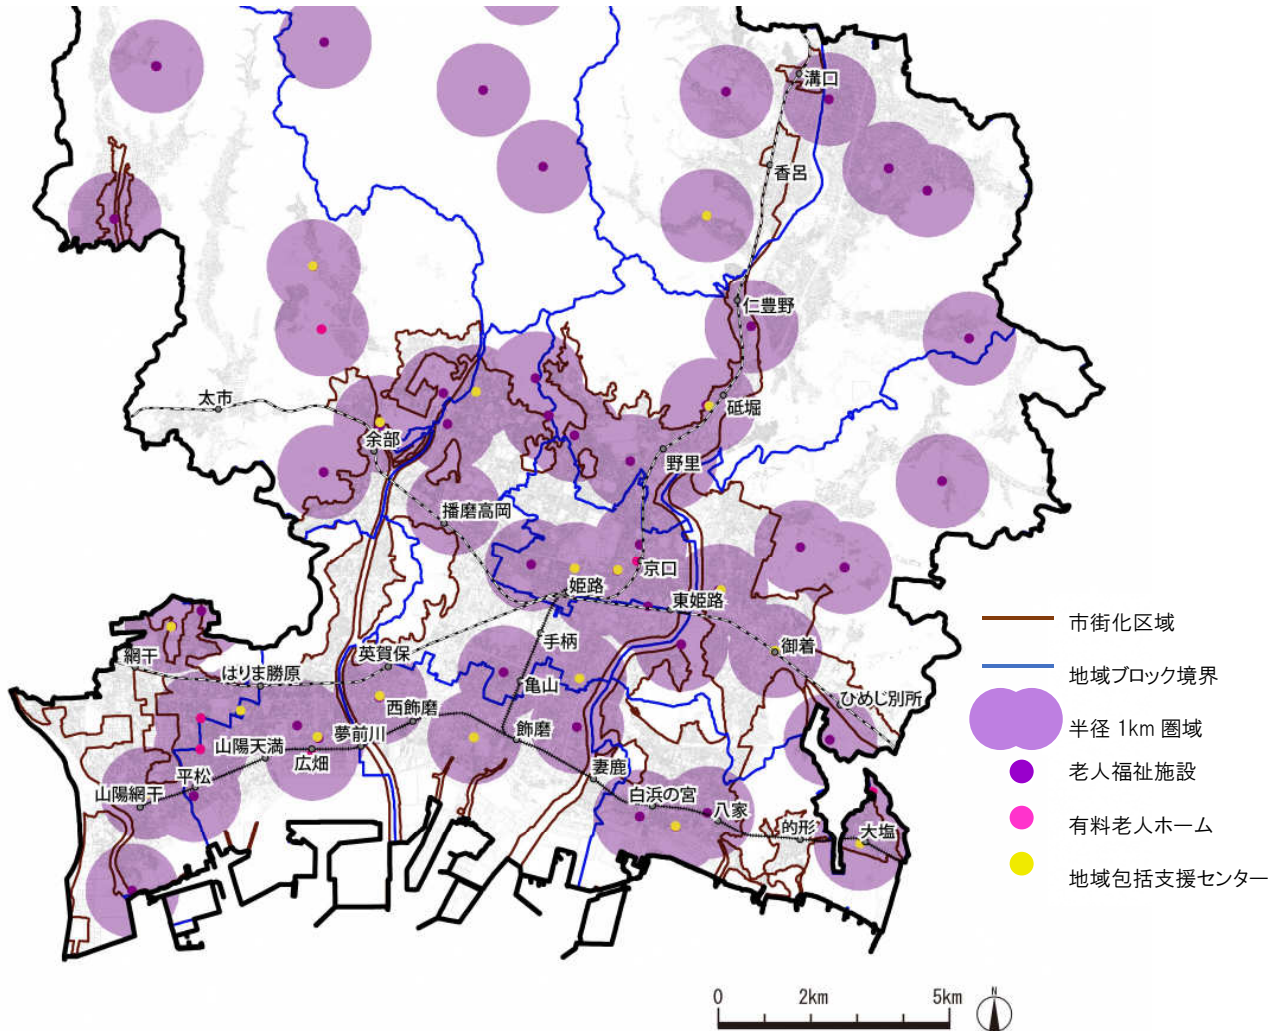 溝口
香呂
仁豊野
砥堀
太市
余部
野里
播磨高岡
京口
姫路
東姫路
手柄
御着
網干
英賀保
はりま勝原
亀山
ひめじ別所
西飾磨
夢前川
飾磨
山陽天満
広畑
妻鹿
平松
山陽網干
白浜の宮
八家
的形
大塩
市街化区域
地域ブロック境界
半径 1km 圏域
老人福祉施設
有料老人ホーム
地域包括支援センター
0 2km 5km
N